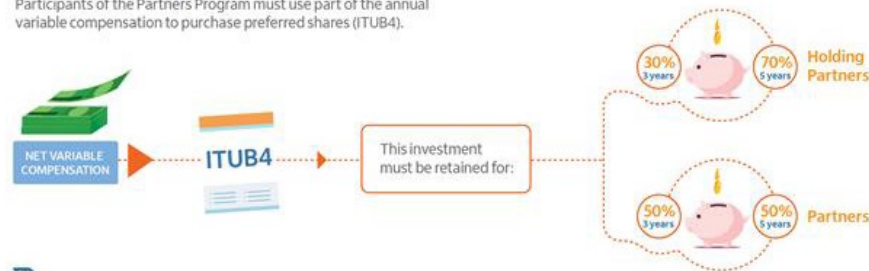 Participants of the Partners Program must use part of the annual
variable compensation to purchase preferred shares (ITUB4).
NET VARIABLE
COMPENSATION
ITUB4
This investment
must be retained for:
30%
3 years
70%
5 years
Holding
Partners
50%
3 years
50%
5 years
Partners